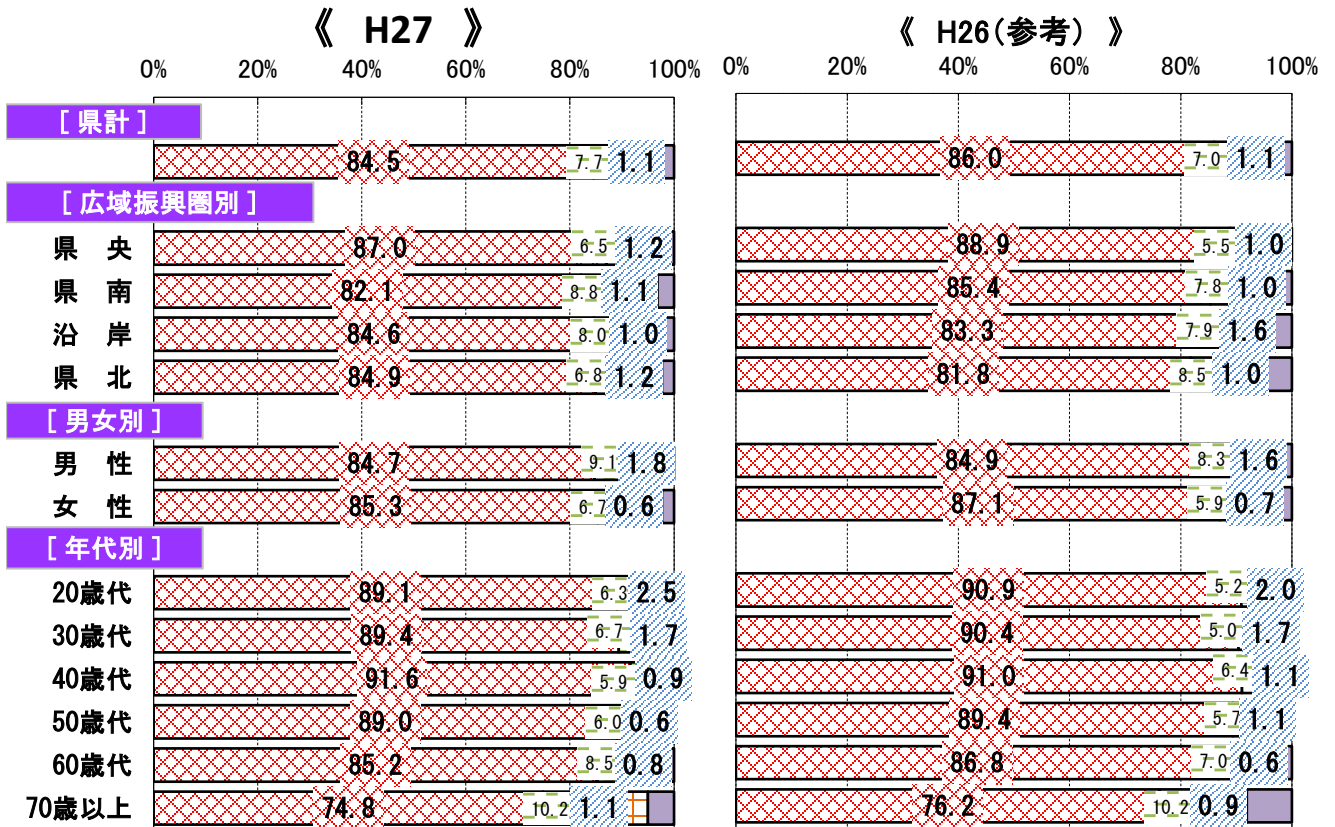 《 H27 》 《 H26(参考) 》
0% 20% 40% 60% 80% 100% 0% 20% 40% 60% 80% 100%
[ 県計 ]
84.5 7.7 1.1 86.0 7.0 1.1
[ 広域振興圏別 ]
県 央 87.0 6.5 1.2 88.9 5.5 1.0
県 南 82.1 8.8 1.1 85.4 7.8 1.0
沿 岸 84.6 8.0 1.0 83.3 7.9 1.6
県 北 84.9 6.8 1.2 81.8 8.5 1.0
[ 男女別 ]
男 性 84.7 9.1 1.8 84.9 8.3 1.6
女 性 85.3 6.7 0.6 87.1 5.9 0.7
[ 年代別 ]
20歳代 89.1 6.3 2.5 90.9 5.2 2.0
30歳代 89.4 6.7 1.7 90.4 5.0 1.7
40歳代 91.6 5.9 0.9 91.0 6.4 1.1
50歳代 89.0 6.0 0.6 89.4 5.7 1.1
60歳代 85.2 8.5 0.8 86.8 7.0 0.6
70歳以上 74.8 10.2 1.1 76.2 10.2 0.9